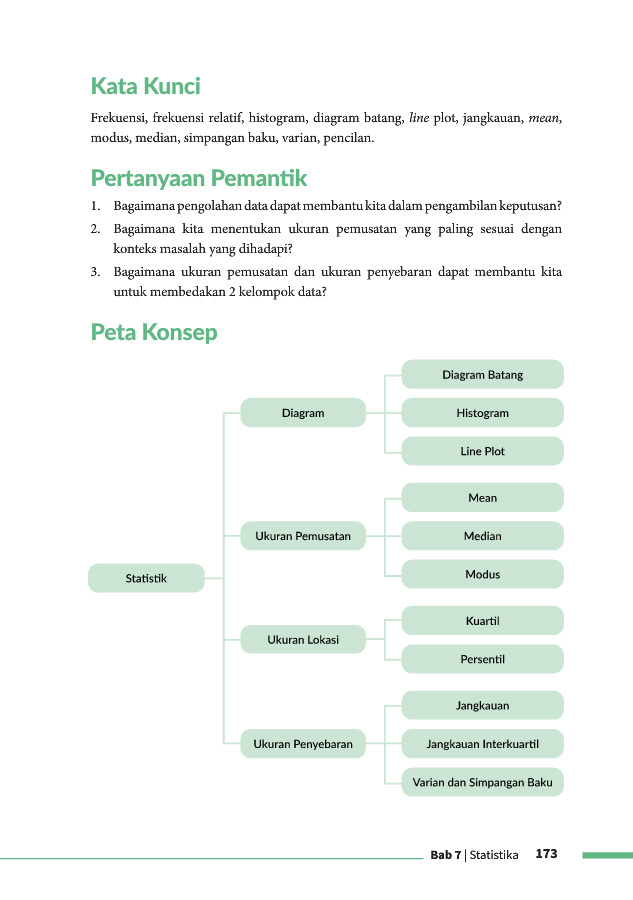 Kata Kunci
Frekuensi, frekuensi relatif, histogram, diagram batang, line plot, jangkauan, mean,
modus, median, simpangan baku, varian, pencilan.
Pertanyaan Pemantik
1. Bagaimana pengolahan data dapat membantu kita dalam pengambilan keputusan?
2. Bagaimana kita menentukan ukuran pemusatan yang paling sesuai dengan
konteks masalah yang dihadapi?
3. Bagaimana ukuran pemusatan dan ukuran penyebaran dapat membantu kita
untuk membedakan 2 kelompok data?
Peta Konsep
Statistik
Diagram
Diagram Batang
Histogram
Line Plot
Ukuran Pemusatan
Mean
Median
Modus
Ukuran Lokasi
Kuartil
Persentil
Ukuran Penyebaran
Jangkauan
Jangkauan Interkuartil
Varian dan Simpangan Baku
Bab 7 | Statistika 173